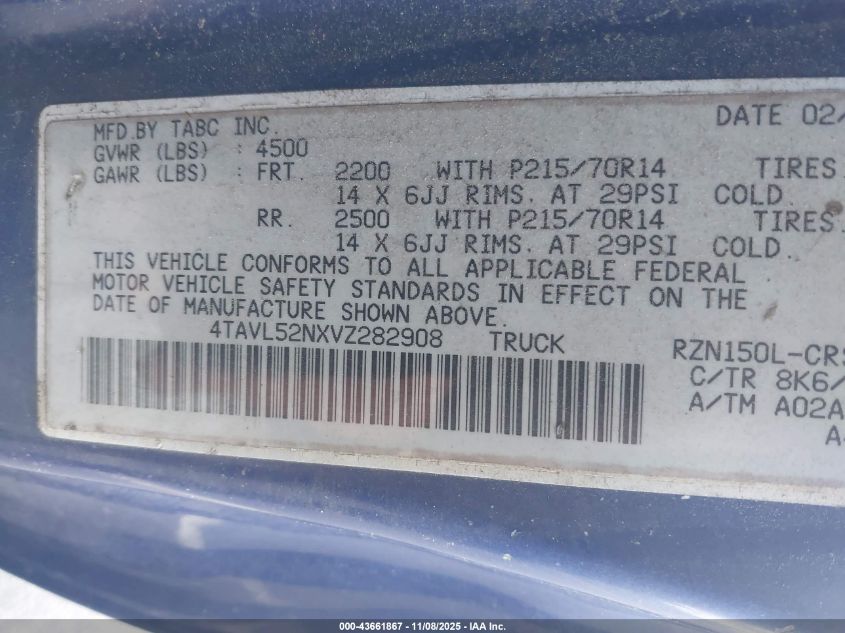 MFD.BY TABC INC. DATE 02/
GVWR (LBS) : 4500
GAWR (LBS) : FRT. 2200 WITH P215/70R14 TIRES
14 X 6JJ RIMS. AT 29PSI COLD.
RR. 2500 WITH P215/70R14 TIRES
14 X 6JJ RIMS. AT 29PSI COLD
THIS VEHICLE CONFORMS TO ALL APPLICABLE FEDERAL
MOTOR VEHICLE SAFETY STANDARDS IN EFFECT ON THE
DATE OF MANUFACTURE SHOWN ABOVE.
4TAVL52NXVZ282908 TRUCK RZN150L-CRS
C/TR 8K6/
A/TM A02A
A
000-43661867 - 11/08/2025 - IAA Inc.